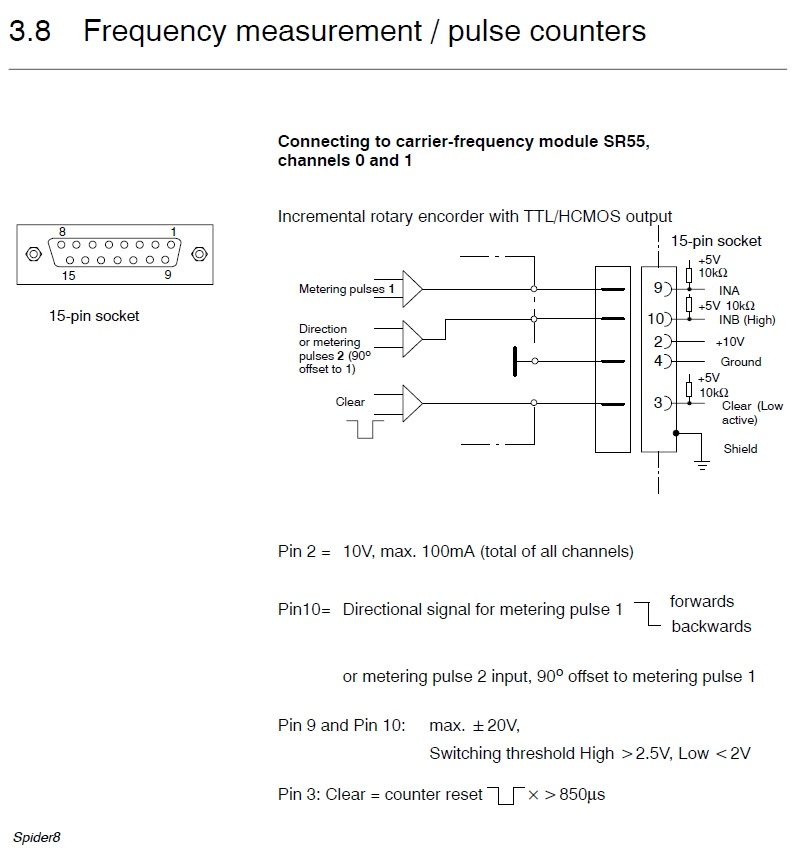 3.8 Frequency measurement / pulse counters
Connecting to carrier-frequency module SR55,
channels 0 and 1
Incremental rotary encorder with TTL/HCMOS output
8 1
15 9
15-pin socket
15-pin socket
Metering pulses 1
Direction
or metering
pulses 2 (90º
offset to 1)
Clear
+5V
10kΩ
9 INA
+5V 10kΩ
10 INB (High)
2 +10V
4 Ground
+5V
10kΩ
3 Clear (Low
active)
Shield
Pin 2 = 10V, max. 100mA (total of all channels)
Pin10= Directional signal for metering pulse 1 forwards
backwards
or metering pulse 2 input, 90º offset to metering pulse 1
Pin 9 and Pin 10: max. ±20V,
Switching threshold High >2.5V, Low <2V
Pin 3: Clear = counter reset × > 850µs
Spider8